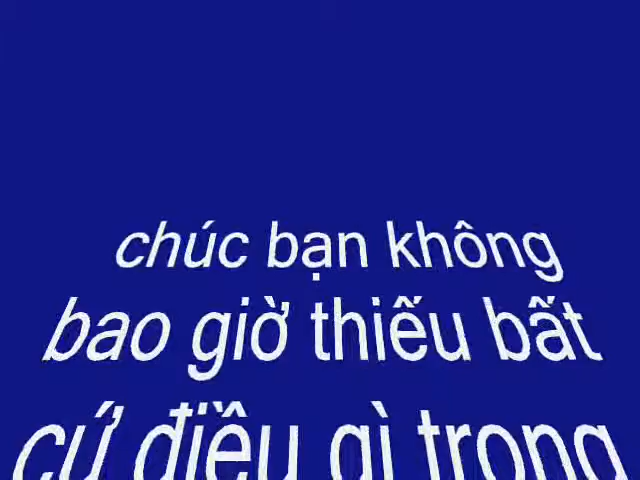 chúc bạn không
bao giờ thiếu bất
cứ điều gì trong